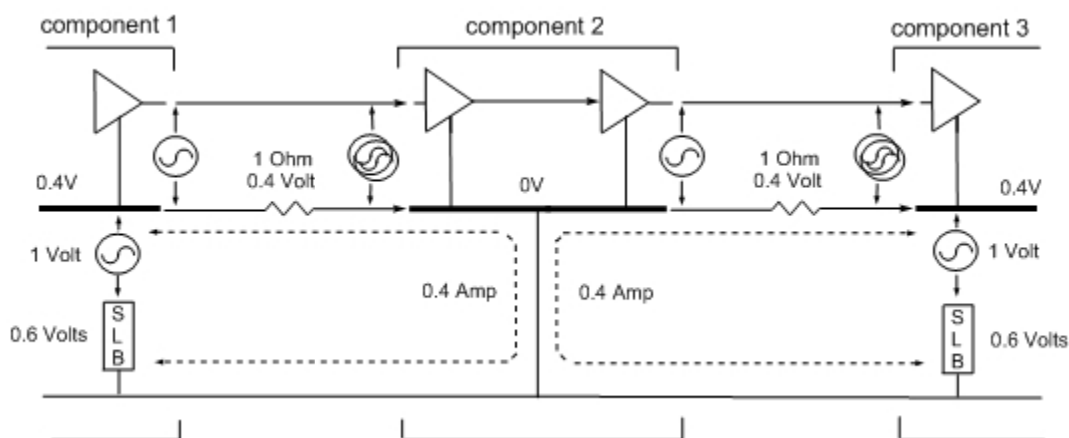 component 1
component 2
component 3
1 Ohm
0.4 Volt
1 Ohm
0.4 Volt
0.4V
0V
0.4V
1 Volt
1 Volt
0.4 Amp
0.4 Amp
0.6 Volts
S
L
B
S
L
B
0.6 Volts